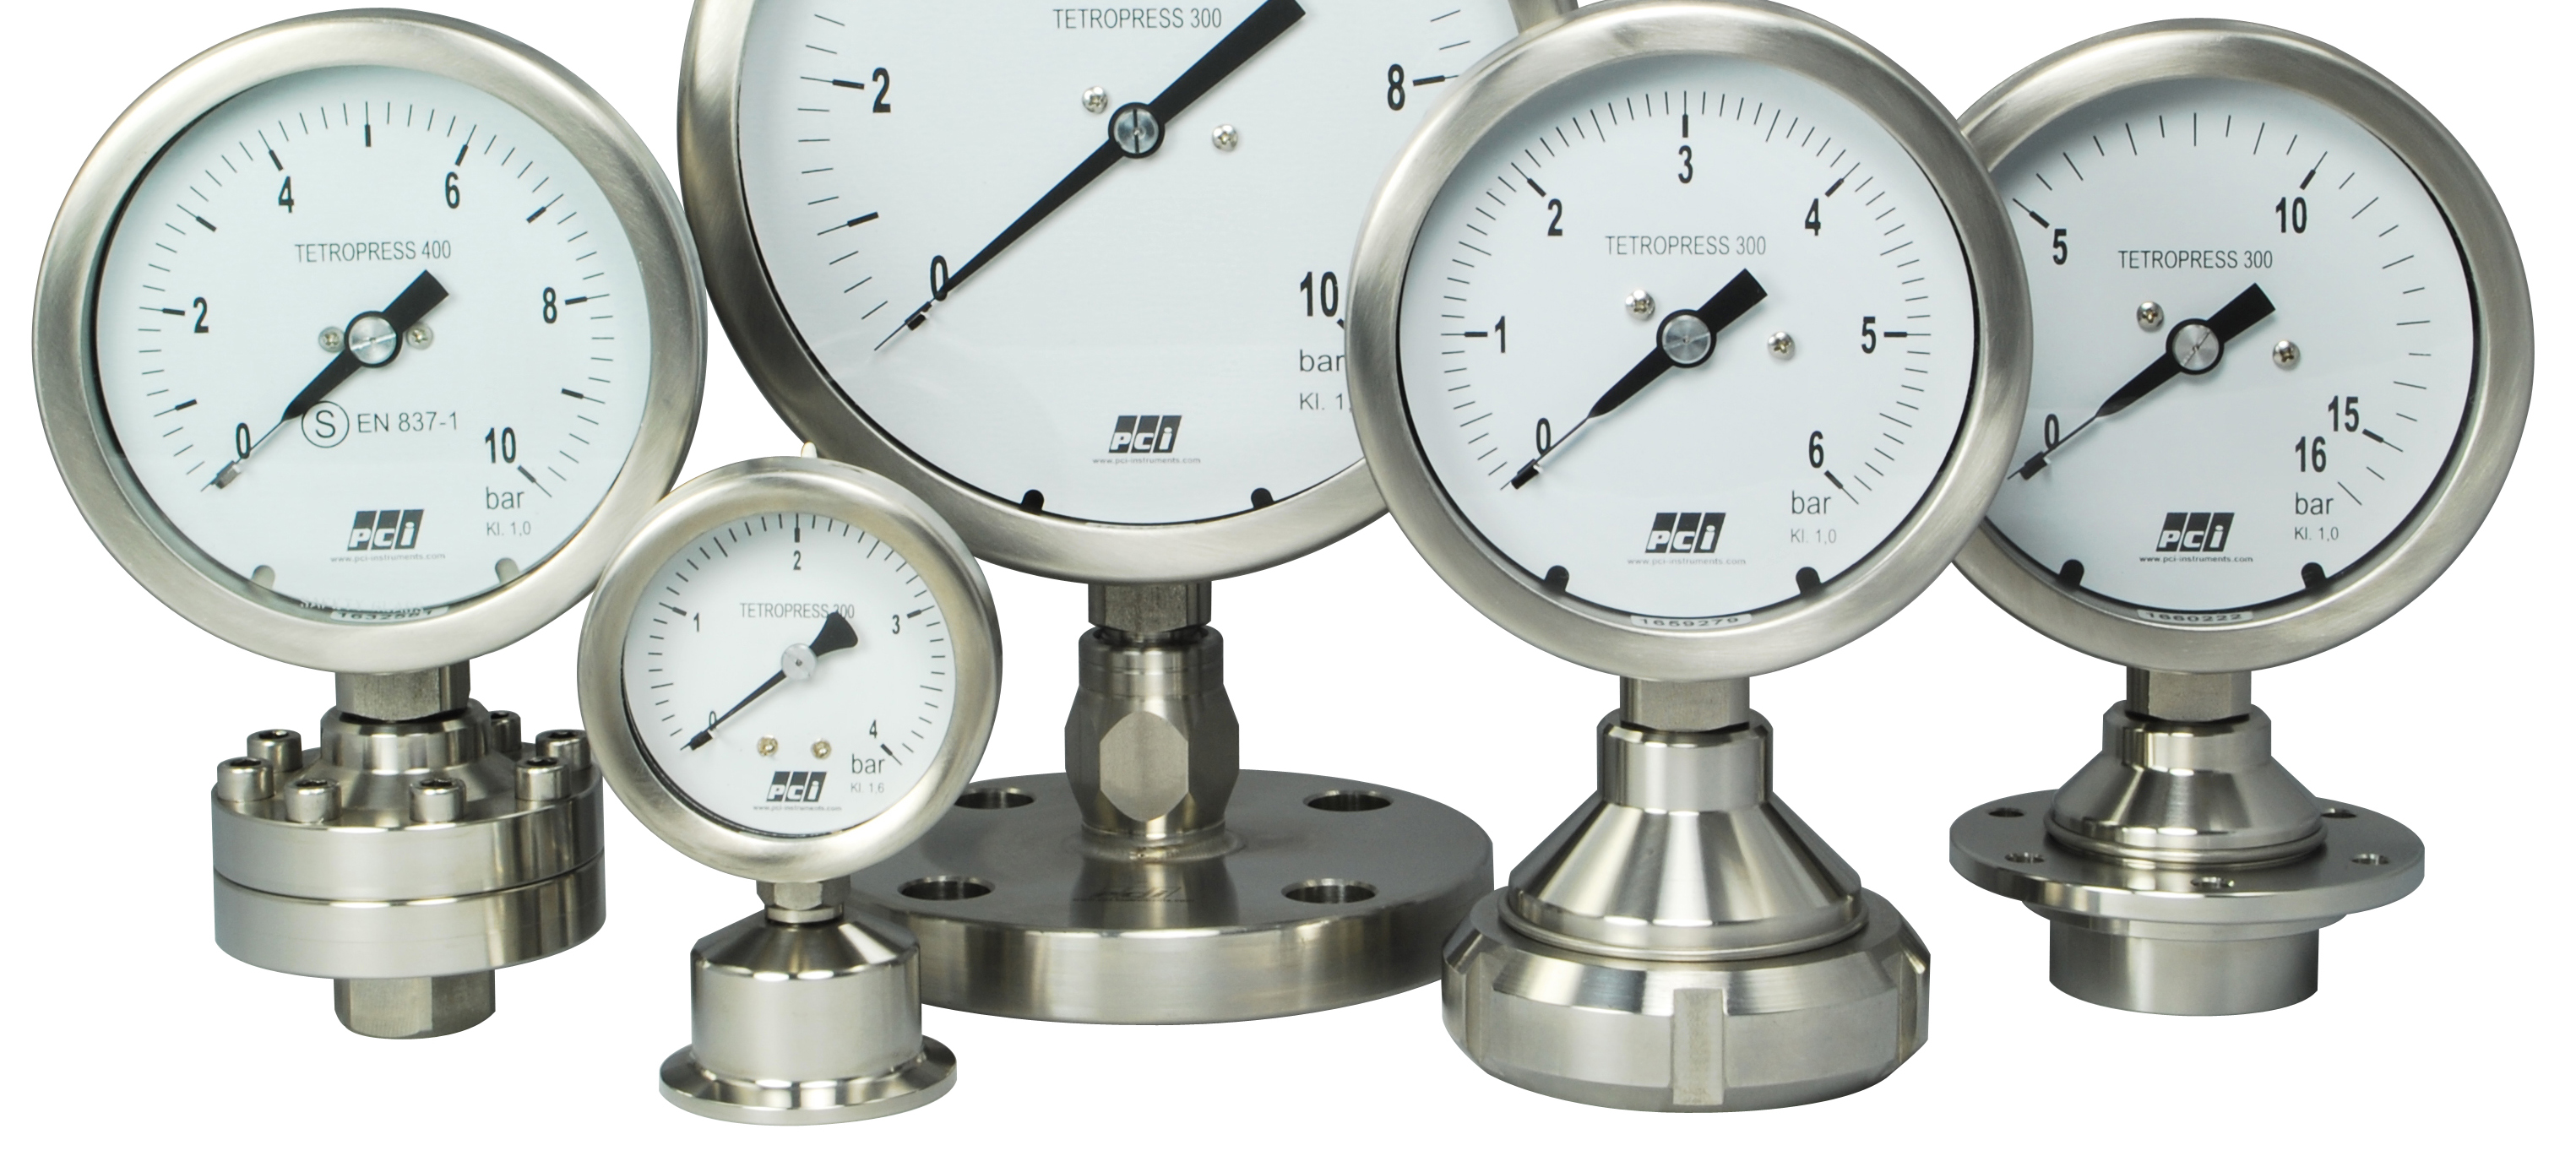 4
6
TETROPRESS 400
2
8
0
S EN 837-1
10
bar
Kl. 1,0
pci
www.pci-instruments.com
2
TETROPRESS 200
1
3
0
4
bar
Kl. 1,6
pci
www.pci-instruments.com
TETROPRESS 300
2
8
0
10
bar
Kl. 1,
pci
www.pci-instruments.com
3
2
4
TETROPRESS 300
1
5
0
6
bar
Kl. 1,0
pci
www.pci-instruments.com
1659279
10
5
TETROPRESS 300
0
15
16
bar
Kl. 1,0
pci
www.pci-instruments.com
1660222